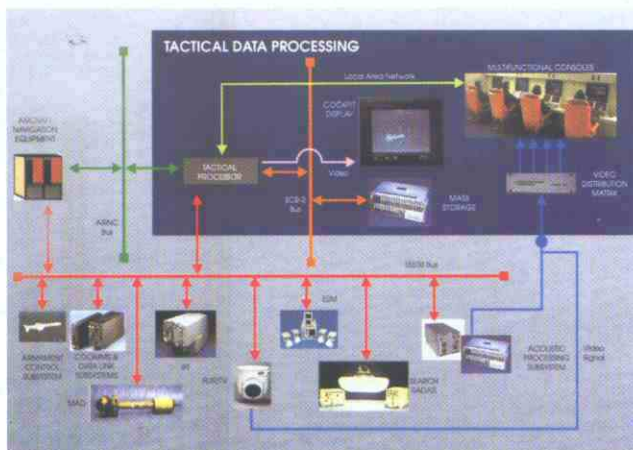 TACTICAL DATA PROCESSING
MULTIFUNCTIONAL CONSOLES
Local Area Network
COCKPIT
DISPLAY
AIRCRAFT
NAVIGATION
EQUIPMENT
TACTICAL
PROCESSOR
Video
VIDEO
DISTRIBUTION
MATRIX
Bus
MASS
STORAGE
ARINC
Bus
1553B Bus
ESM
ARMAMENT
CONTROL
SUBSYSTEM
COMMS &
DATA LINK
SUBSYSTEMS
ACOUSTIC
PROCESSING
SUBSYSTEM
Video
Signal
MAD
SEARCH
RADAR